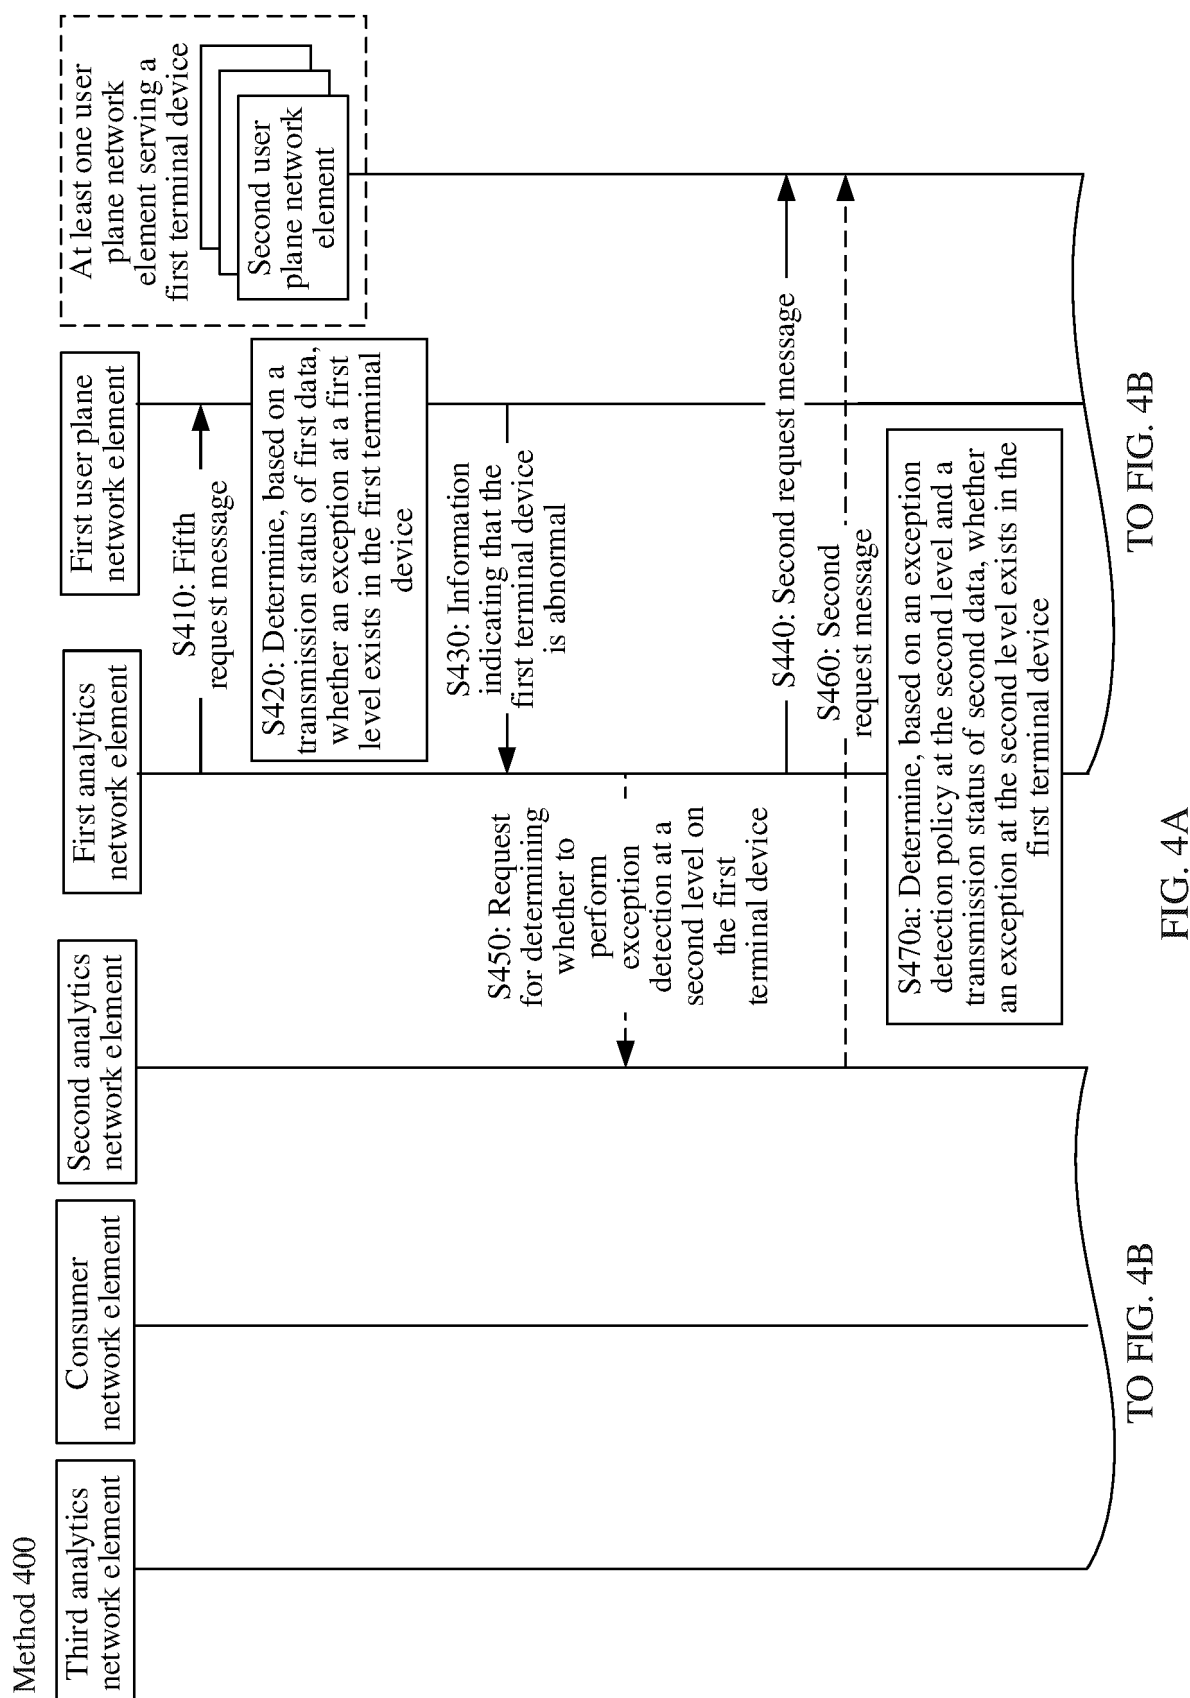 Method 400
Third analytics
network element
Consumer
network element
Second analytics
network element
First analytics
network element
First user plane
network element
At least one user
plane network
element serving a
first terminal device
Second user
plane network
element
S410: Fifth
request message
S420: Determine, based on a
transmission status of first data,
whether an exception at a first
level exists in the first terminal
device
S430: Information
indicating that the
first terminal device
is abnormal
S450: Request
for determining
whether to
perform
exception
detection at a
second level on
the first
terminal device
S440: Second request message
S460: Second
request message
S470a: Determine, based on an exception
detection policy at the second level and a
transmission status of second data, whether
an exception at the second level exists in the
first terminal device
TO FIG. 4B
TO FIG. 4B
FIG. 4A